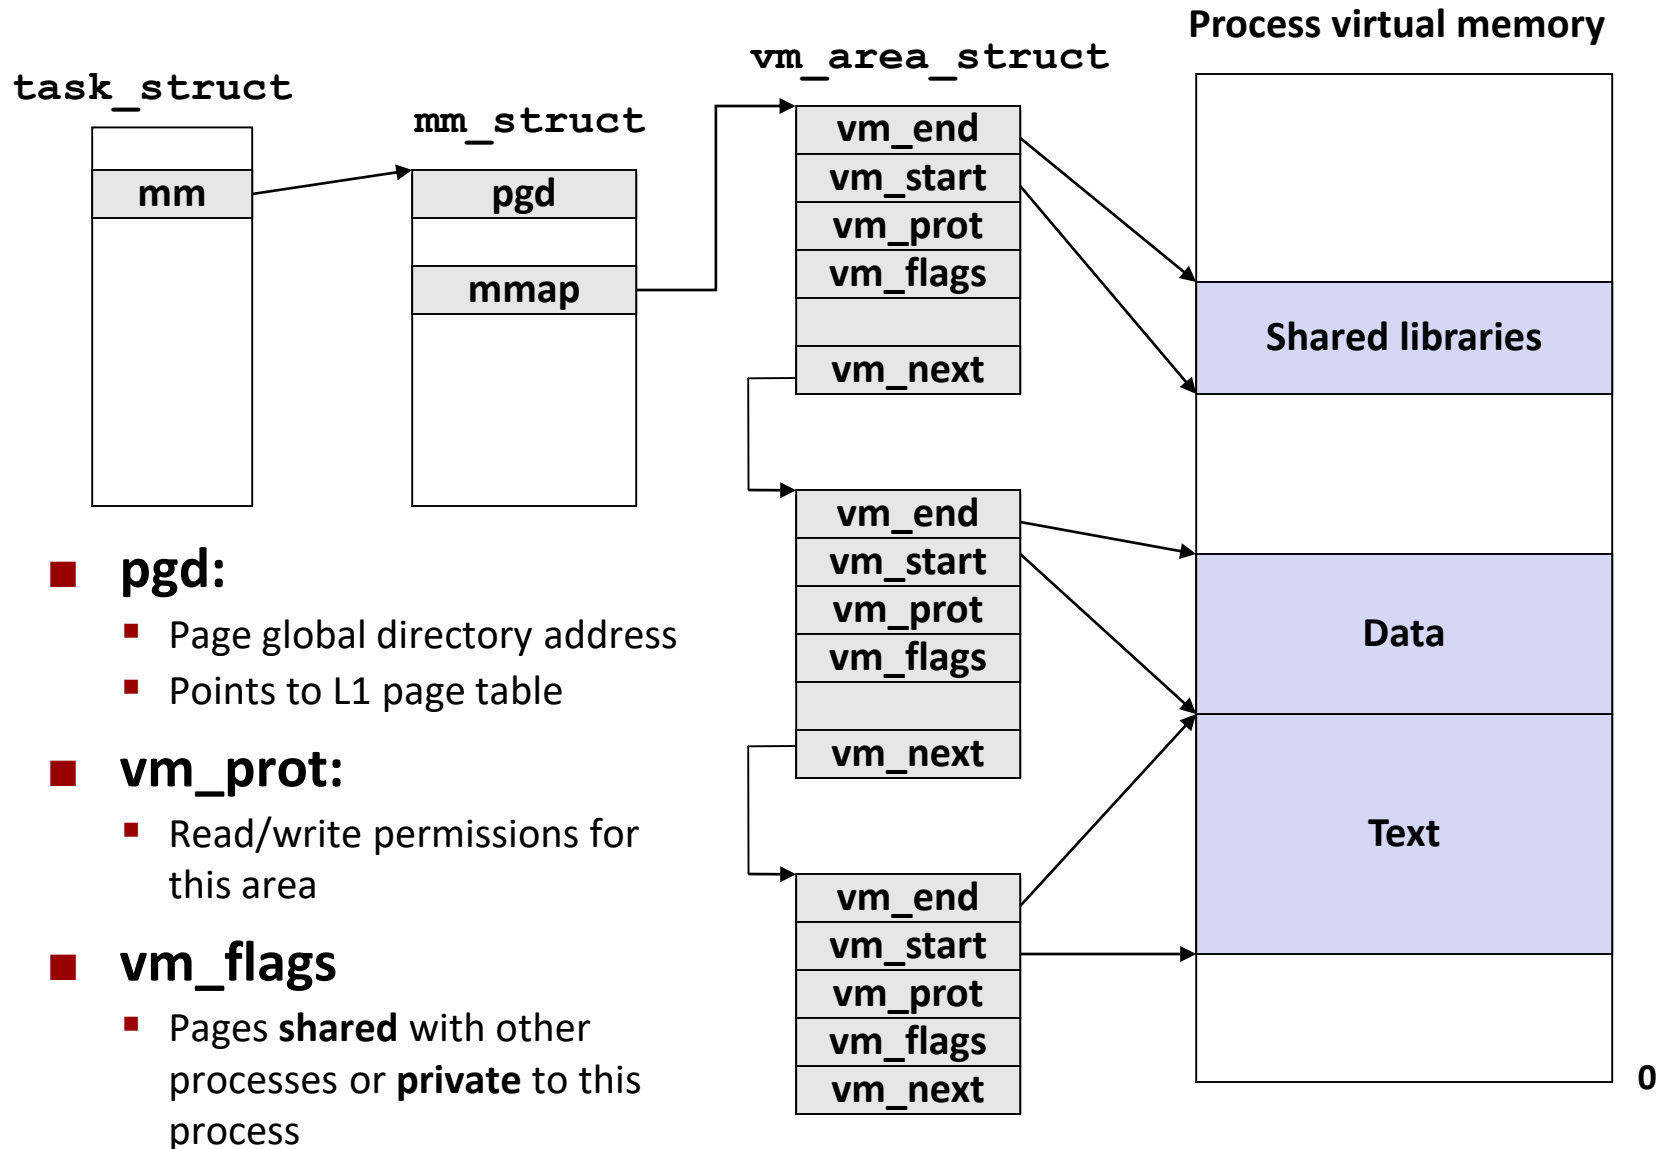 Process virtual memory
vm_area_struct
task_struct
mm_struct
mm
pgd
mmap
vm_end
vm_start
vm_prot
vm_flags
vm_next
vm_end
vm_start
vm_prot
vm_flags
vm_next
vm_end
vm_start
vm_prot
vm_flags
vm_next
Shared libraries
Data
Text
0
pgd:
Page global directory address
Points to L1 page table
vm_prot:
Read/write permissions for
this area
vm_flags
Pages shared with other
processes or private to this
process